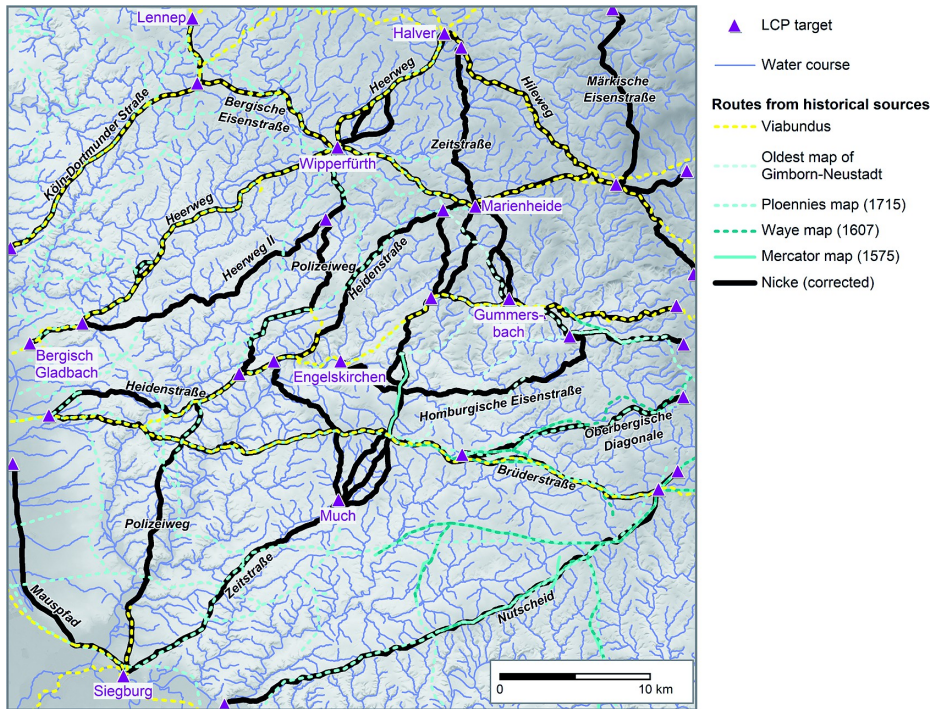 Lennep
Halver
Heerweg
Hileweg
Märkische
Eisenstraße
Bergische
Eisenstraße
Köln-Dortmunder Straße
Zeitstraße
Wipperfürth
Heerweg
Marienheide
Heerweg II
Polizeiweg
Heidenstraße
Gummers-
bach
Bergisch
Gladbach
Engelskirchen
Heidenstraße
Homburgische Eisenstraße
Oberbergische
Diagonale
Brüderstraße
Polizeiweg
Much
Zeitstraße
Mauspfad
Nutscheid
Siegburg
0 10 km
LCP target
Water course
Routes from historical sources
Viabundus
Oldest map of
Gimborn-Neustadt
Ploennies map (1715)
Waye map (1607)
Mercator map (1575)
Nicke (corrected)